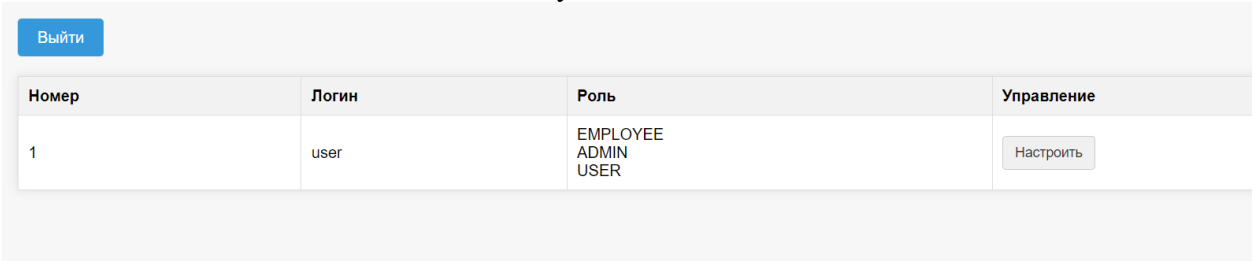 Выйти
Номер Логин Роль Управление
1 user EMPLOYEE
ADMIN
USER
Настроить